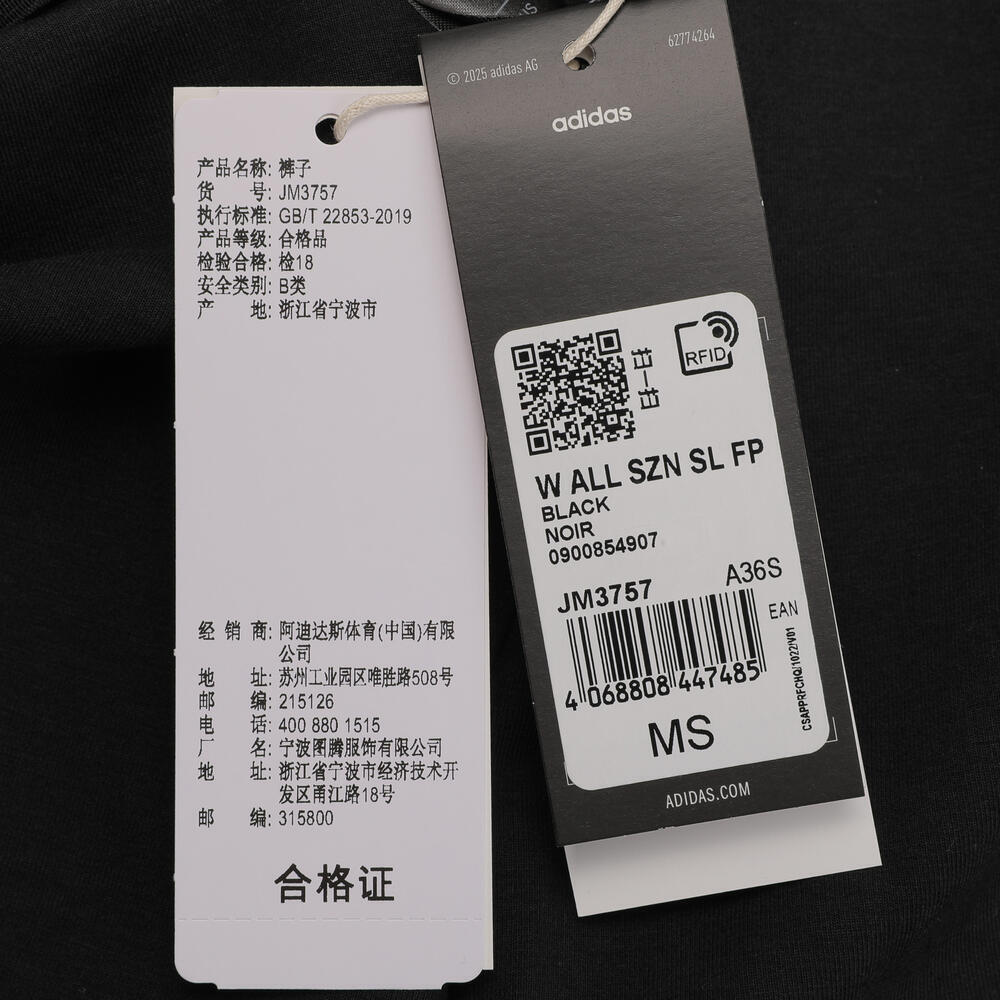 产品名称: 裤子
货 号: JM3757
执行标准: GB/T 22853-2019
产品等级: 合格品
检验合格: 检18
安全类别: B类
产 地: 浙江省宁波市
经 销 商: 阿迪达斯体育(中国)有限
公司
地 址: 苏州工业园区唯胜路508号
邮 编: 215126
电 话: 400 880 1515
厂 名: 宁波图腾服饰有限公司
地 址: 浙江省宁波市经济技术开
发区甬江路18号
邮 编: 315800
合格证
© 2025 adidas AG
62774264
adidas
RFID
W ALL SZN SL FP
BLACK
NOIR
0900854907
JM3757
A36S
EAN
4 068808 447485
CSAPPRFCHQ/1022/V01
MS
ADIDAS.COM